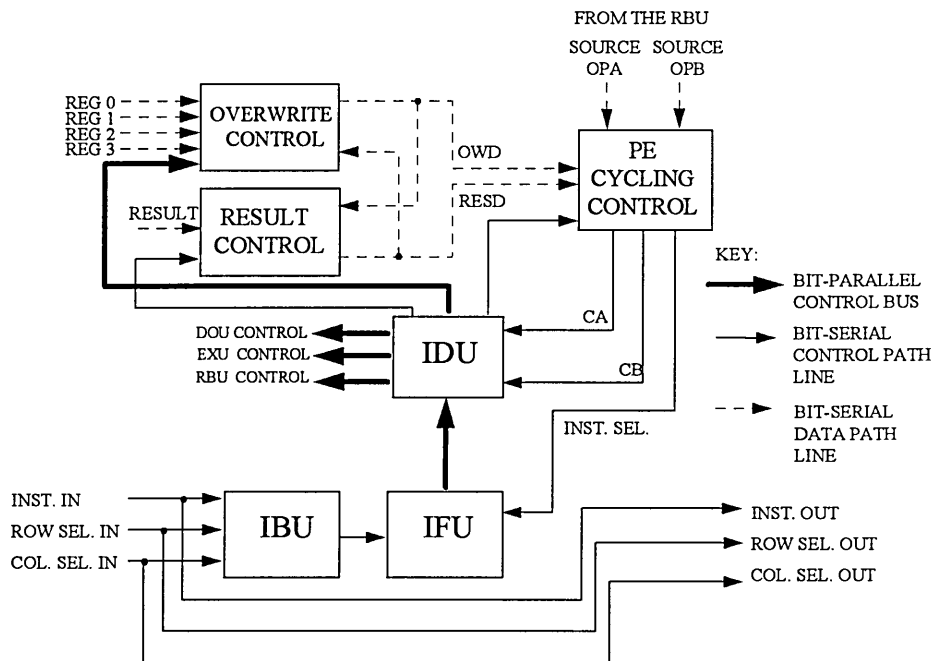 FROM THE RBU
SOURCE
OPA
SOURCE
OPB
REG 0
REG 1
REG 2
REG 3
OVERWRITE
CONTROL
OWD
PE
CYCLING
CONTROL
RESULT
RESULT
CONTROL
RESD
KEY:
BIT-PARALLEL
CONTROL BUS
BIT-SERIAL
CONTROL PATH
LINE
BIT-SERIAL
DATA PATH
LINE
DOU CONTROL
EXU CONTROL
RBU CONTROL
IDU
CA
CB
INST. SEL.
INST. IN
ROW SEL. IN
COL. SEL. IN
IBU
IFU
INST. OUT
ROW SEL. OUT
COL. SEL. OUT